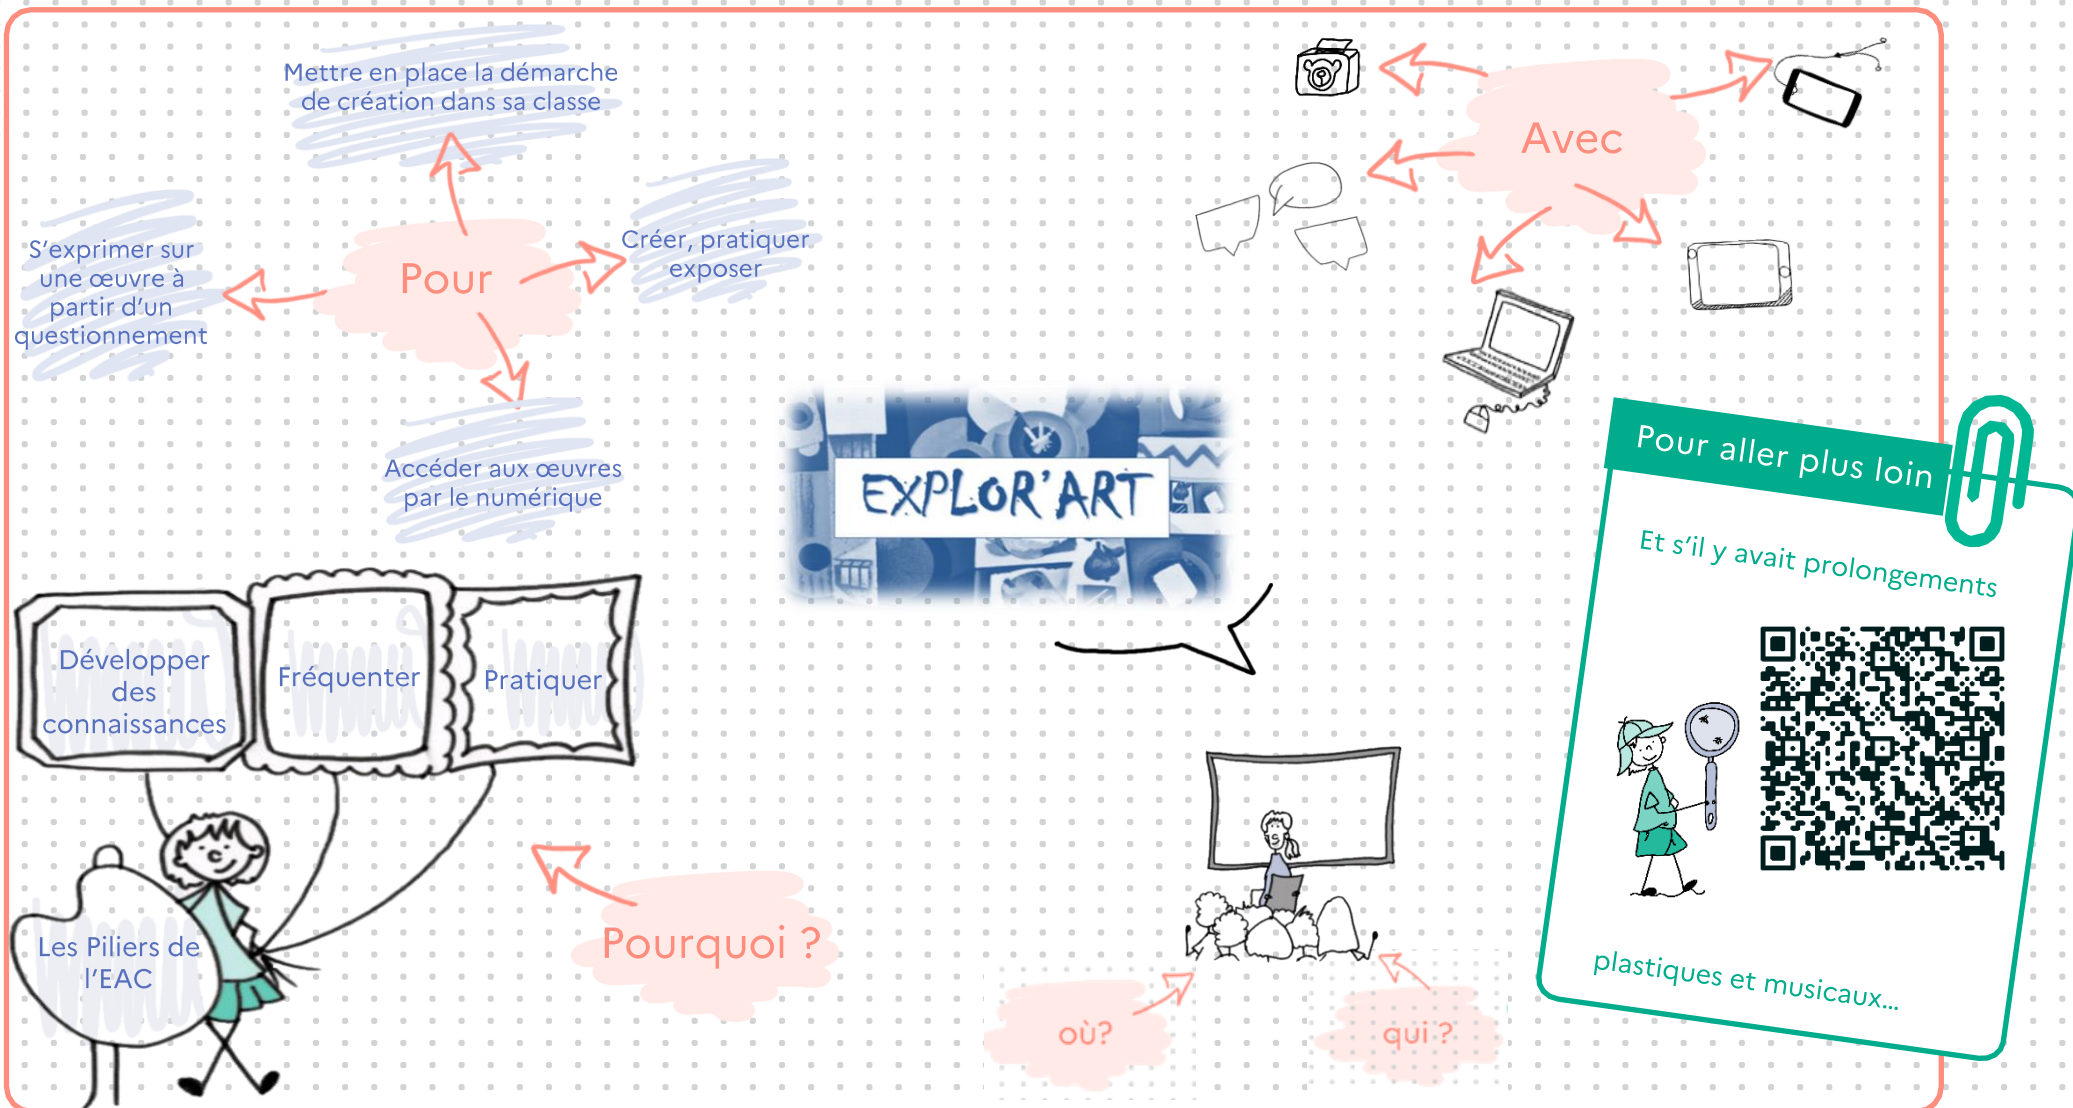 Mettre en place la démarche
de création dans sa classe
S'exprimer sur
une œuvre à
partir d'un
questionnement
Pour
Créer, pratiquer
exposer
Accéder aux œuvres
par le numérique
Avec
EXPLOR'ART
Pour aller plus loin
Et s'il y avait prolongements
plastiques et musicaux...
Développer
des
connaissances
Fréquenter
Pratiquer
Les Piliers de
l'EAC
Pourquoi ?
où?
qui ?